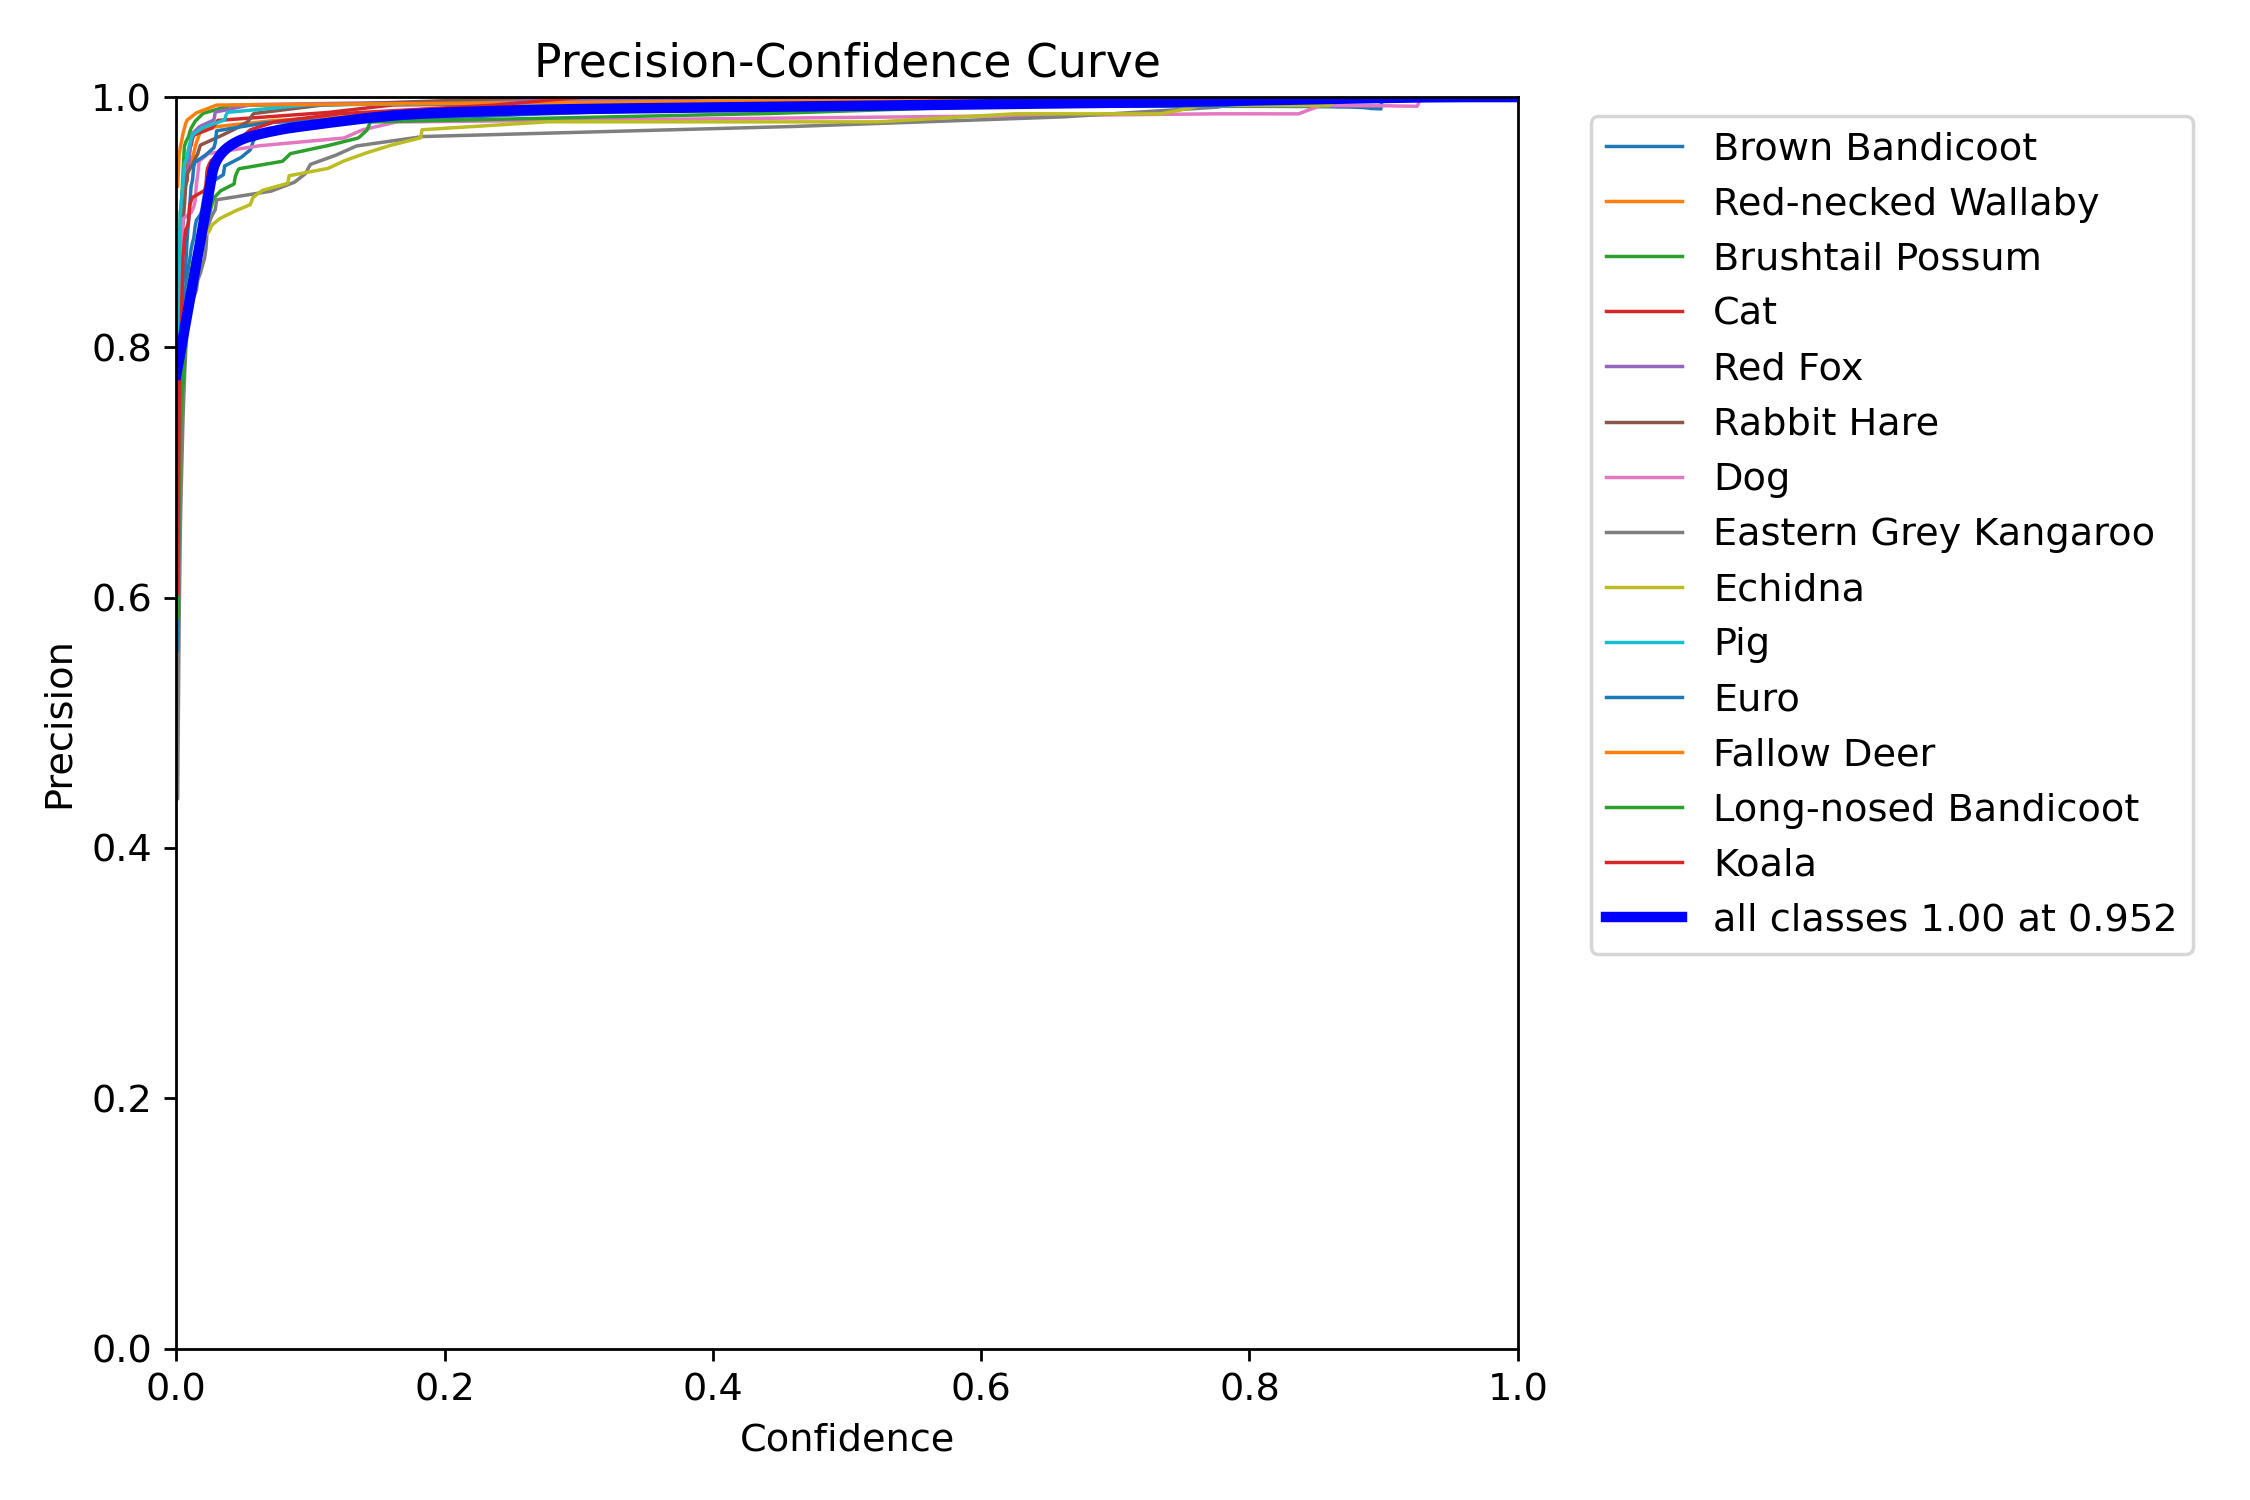 Precision-Confidence Curve
1.0
0.8
0.6
0.4
0.2
0.0
Precision
0.0 0.2 0.4 0.6 0.8 1.0
Confidence
Brown Bandicoot
Red-necked Wallaby
Brushtail Possum
Cat
Red Fox
Rabbit Hare
Dog
Eastern Grey Kangaroo
Echidna
Pig
Euro
Fallow Deer
Long-nosed Bandicoot
Koala
all classes 1.00 at 0.952